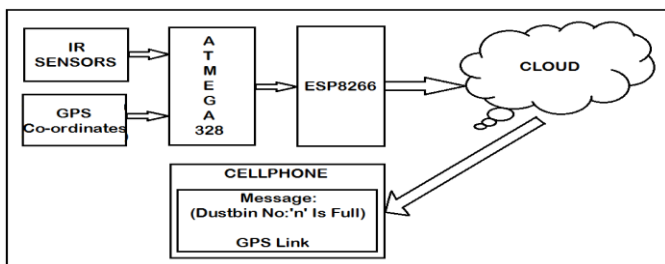 IR
SENSORS
GPS
Co-ordinates
A
T
M
E
G
A
328
ESP8266
CLOUD
CELLPHONE
Message:
(Dustbin No:'n' Is Full)
GPS Link